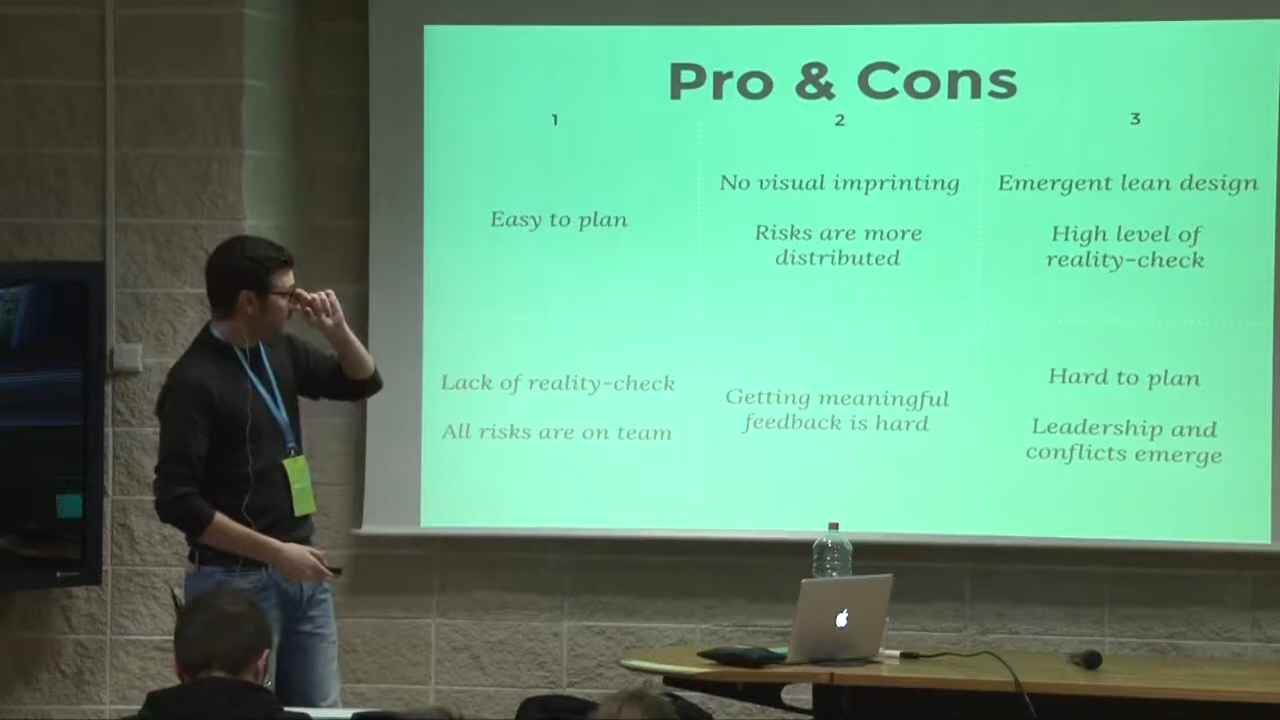 Pro & Cons
1
Easy to plan
Lack of reality-check
All risks are on team
2
No visual imprinting
Risks are more
distributed
Getting meaningful
feedback is hard
3
Emergent lean design
High level of
reality-check
Hard to plan
Leadership and
conflicts emerge